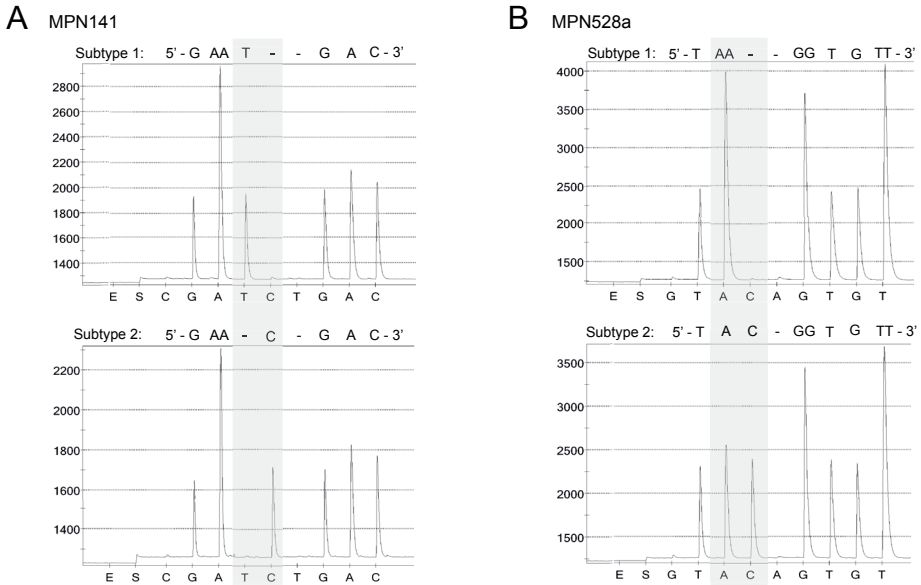 A MPN141
Subtype 1: 5' - G AA T - - G A C - 3'
2800
2600
2400
2200
2000
1800
1600
1400
E S C G A T C T G A C
Subtype 2: 5' - G AA - C - G A C - 3'
2200
2000
1800
1600
1400
E S C G A T C T G A C
B MPN528a
Subtype 1: 5' - T AA - - GG T G TT - 3'
4000
3500
3000
2500
2000
1500
E S G T A C A G T G T
Subtype 2: 5' - T A C - GG T G TT - 3'
3500
3000
2500
2000
1500
E S G T A C A G T G T